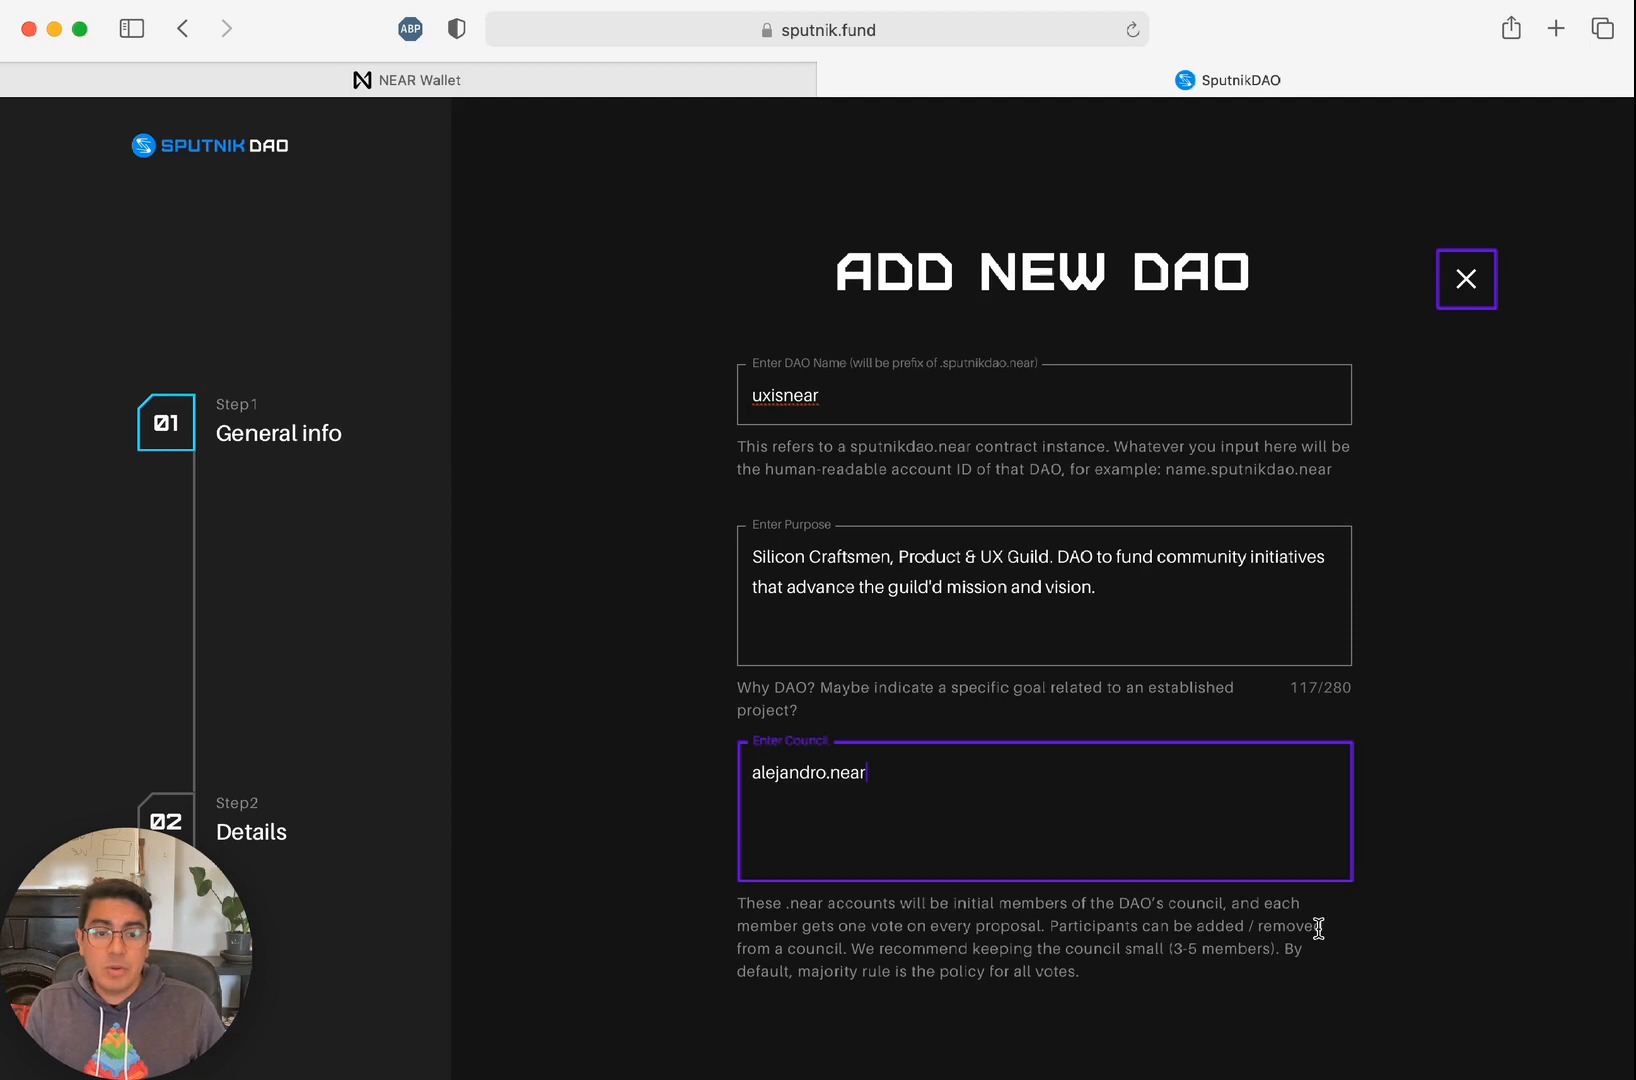 ABP
sputnik.fund
NEAR Wallet
SputnikDAO
SPUTNIK DAO
ADD NEW DAO
Enter DAO Name (will be prefix of .sputnikdao.near)
uxisnear
This refers to a sputnikdao.near contract instance. Whatever you input here will be
the human-readable account ID of that DAO, for example: name.sputnikdao.near
01
Step1
General info
Enter Purpose
Silicon Craftsmen, Product & UX Guild. DAO to fund community initiatives
that advance the guild'd mission and vision.
Why DAO? Maybe indicate a specific goal related to an established
project?
117/280
Enter Council
alejandro.near
02
Step2
Details
These .near accounts will be initial members of the DAO's council, and each
member gets one vote on every proposal. Participants can be added / removed
from a council. We recommend keeping the council small (3-5 members). By
default, majority rule is the policy for all votes.